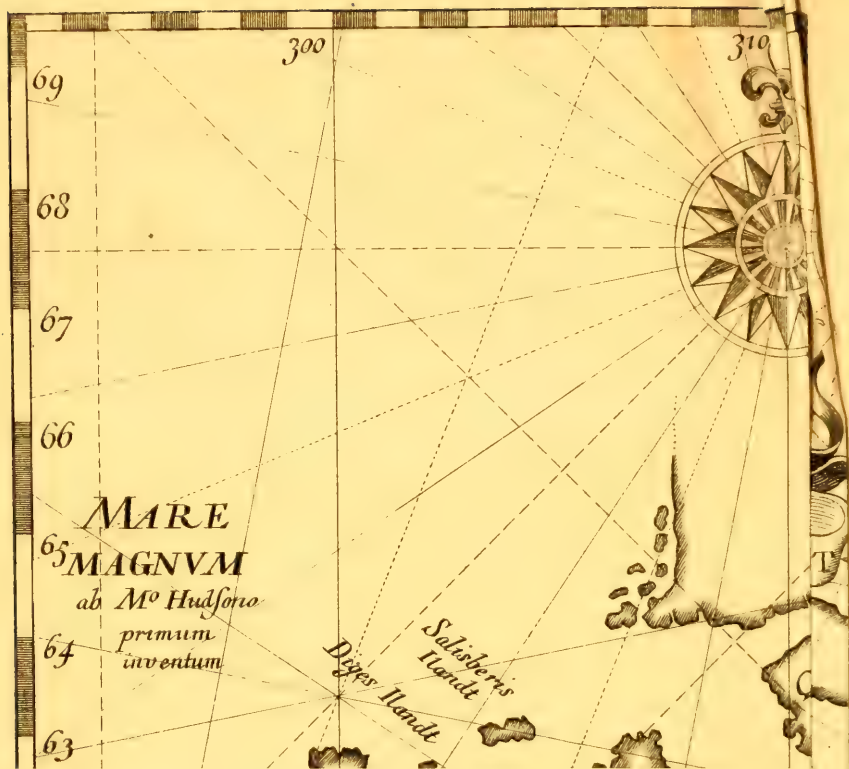 300
310
69
68
67
66
65
64
63
MARE
MAGNVM
ab Mo Hudſono
primum
inventum
Diges Ilandt
Salisberis
Ilandt
T
C